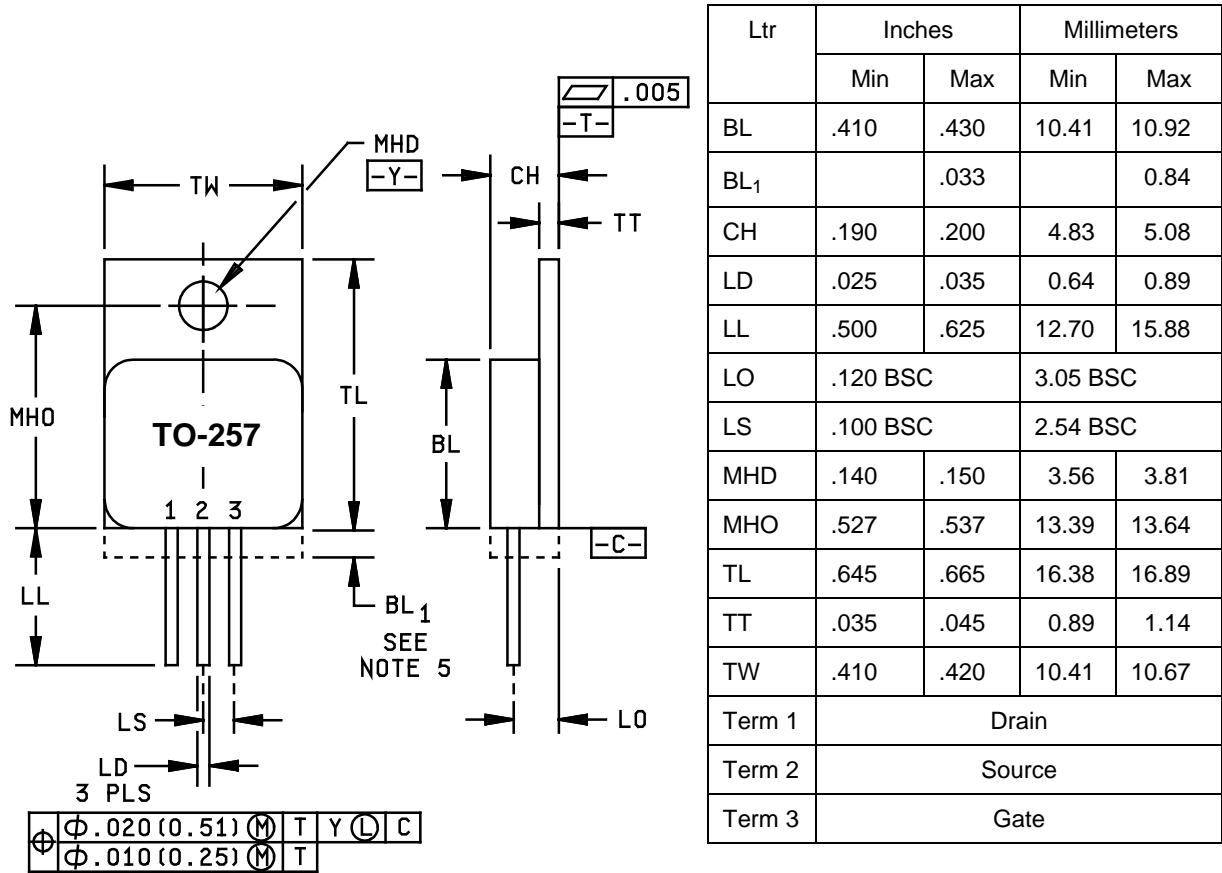 .005
-T-
MHD
-Y-
TW
CH
TT
MHO
TO-257
TL
BL
1 2 3
-C-
LL
BL1
SEE
NOTE 5
LS
LO
LD
3 PLS
⌖ ϕ.020(0.51) Ⓜ T Y Ⓛ C
ϕ.010(0.25) Ⓜ T
Ltr Inches Millimeters
Min Max Min Max
BL .410 .430 10.41 10.92
BL₁ .033 0.84
CH .190 .200 4.83 5.08
LD .025 .035 0.64 0.89
LL .500 .625 12.70 15.88
LO .120 BSC 3.05 BSC
LS .100 BSC 2.54 BSC
MHD .140 .150 3.56 3.81
MHO .527 .537 13.39 13.64
TL .645 .665 16.38 16.89
TT .035 .045 0.89 1.14
TW .410 .420 10.41 10.67
Term 1 Drain
Term 2 Source
Term 3 Gate